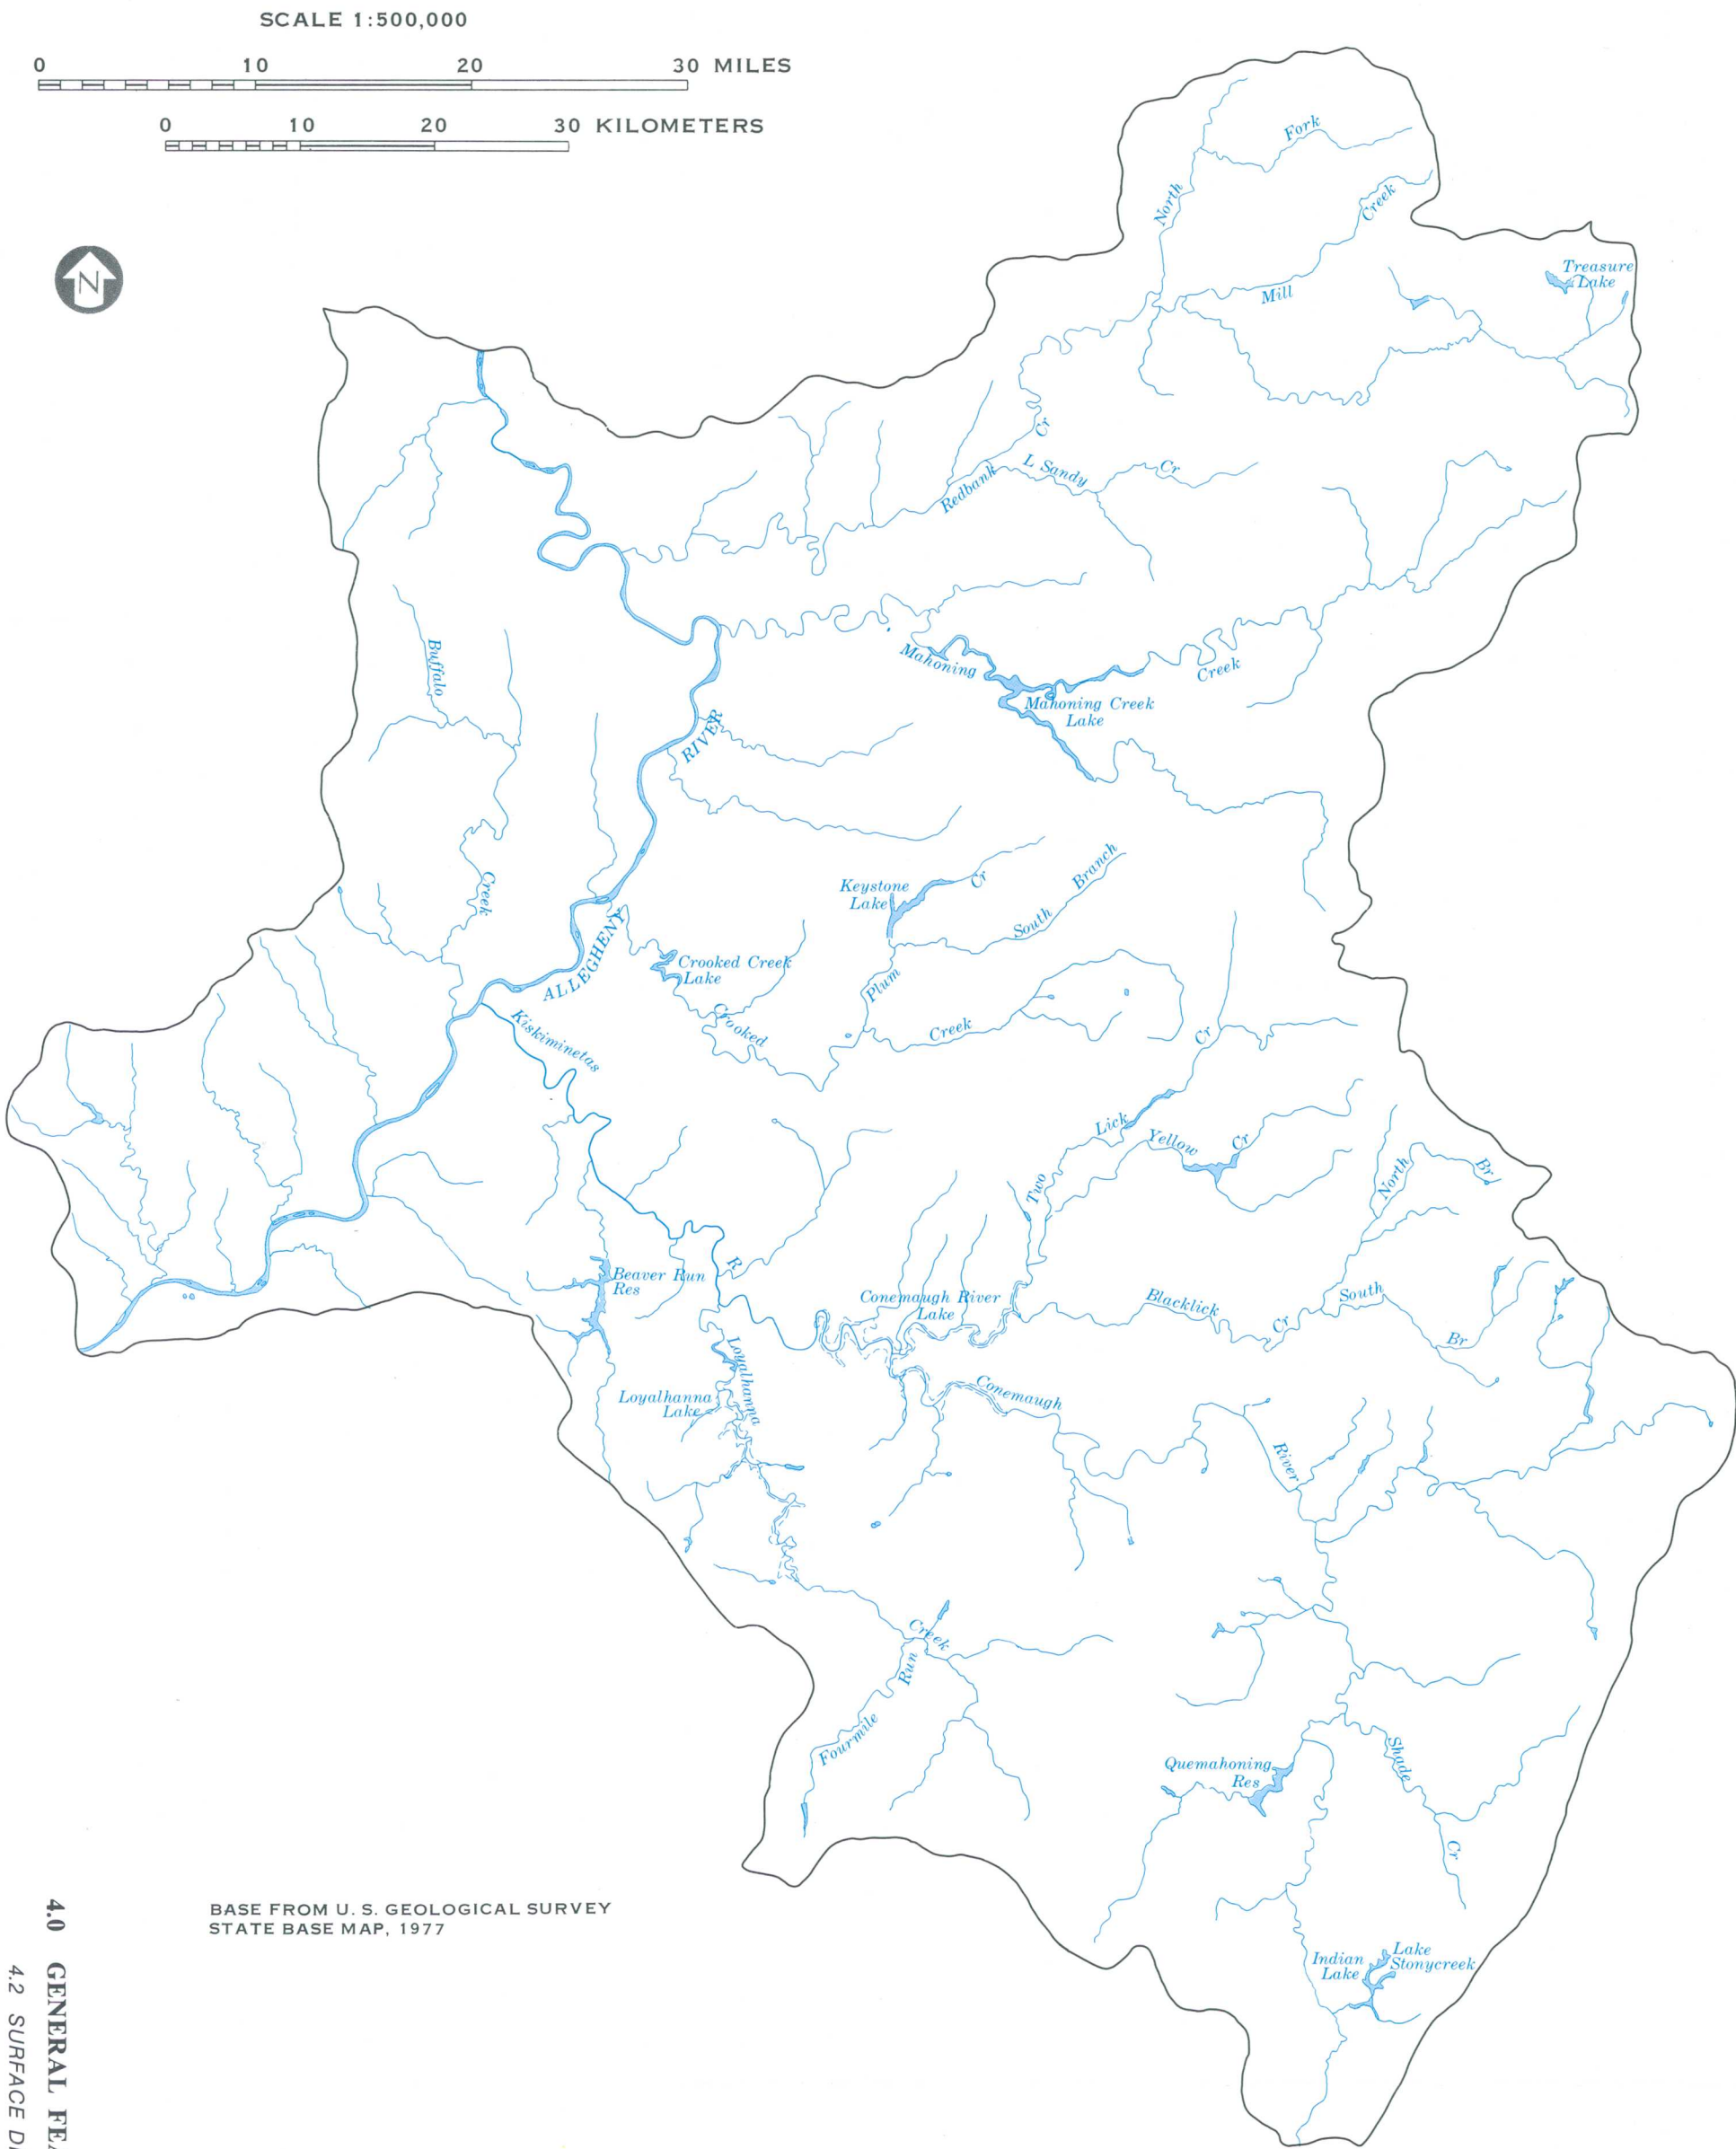 SCALE 1:500,000
0 10 20 30 MILES
0 10 20 30 KILOMETERS
N
Fork
North
Creek
Mill
Treasure
Lake
Cr
Redbank
L Sandy
Cr
Buffalo
Mahoning
Creek
Mahoning Creek
Lake
RIVER
Creek
Keystone
Lake
Cr
South
Branch
ALLEGHENY
Crooked Creek
Lake
Plum
Crooked
Creek
Kiskiminetas
Cr
Lick
Yellow
Cr
Two
North
Br
R
Beaver Run
Res
Conemaugh River
Lake
Blacklick
Cr
South
Br
Loyalhanna
Loyalhanna
Lake
Conemaugh
River
Creek
Run
Fourmile
Quemahoning
Res
Shade
Cr
Indian
Lake
Lake
Stonycreek
BASE FROM U. S. GEOLOGICAL SURVEY
STATE BASE MAP, 1977
4.0 GENERAL FEA
4.2 SURFACE D